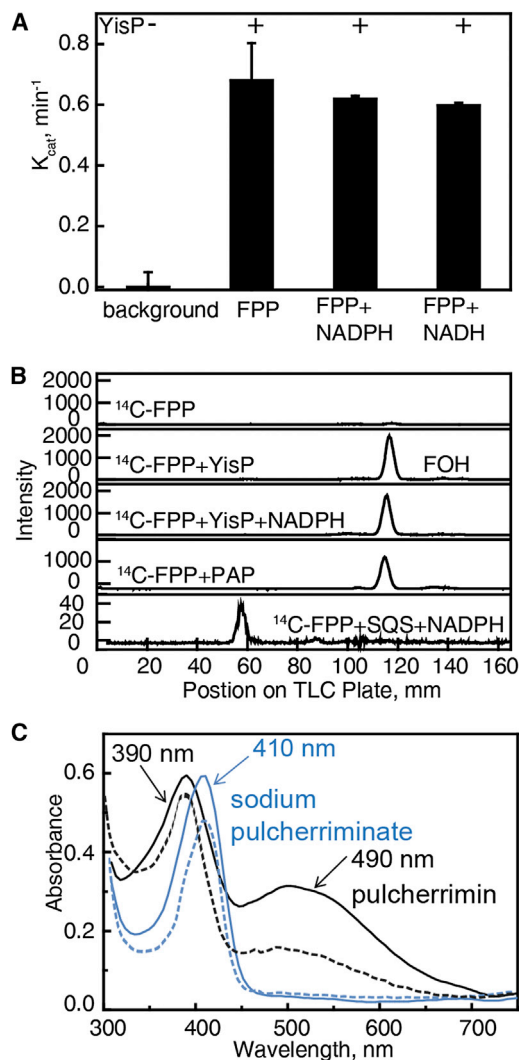 A
YisP - + + +
Kcat, min-1
0.8
0.6
0.4
0.2
0.0
background FPP FPP+ NADPH FPP+ NADH
B
2000
1000
0
14C-FPP
2000
1000
0
14C-FPP+YisP FOH
2000
1000
0
14C-FPP+YisP+NADPH
1000
0
14C-FPP+PAP
40
20
0
14C-FPP+SQS+NADPH
Intensity
0 20 40 60 80 100 120 140 160
Postion on TLC Plate, mm
C
390 nm
410 nm
sodium
pulcherriminate
490 nm
pulcherrimin
Absorbance
0.6
0.4
0.2
0.0
300 400 500 600 700
Wavelength, nm